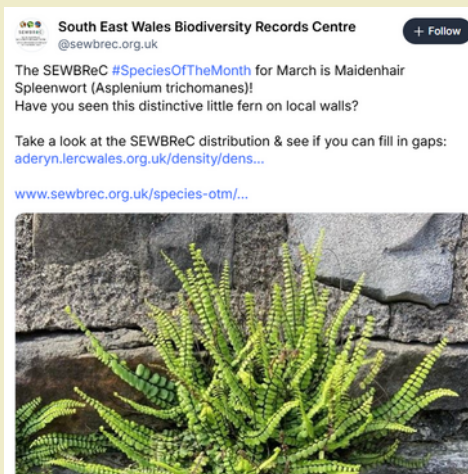 South East Wales Biodiversity Records Centre
@sewbrec.org.uk
+ Follow
The SEWBReC #SpeciesOfTheMonth for March is Maidenhair
Spleenwort (Asplenium trichomanes)!
Have you seen this distinctive little fern on local walls?
Take a look at the SEWBReC distribution & see if you can fill in gaps:
aderyn.lercwales.org.uk/density/dens...
www.sewbrec.org.uk/species-otm/...